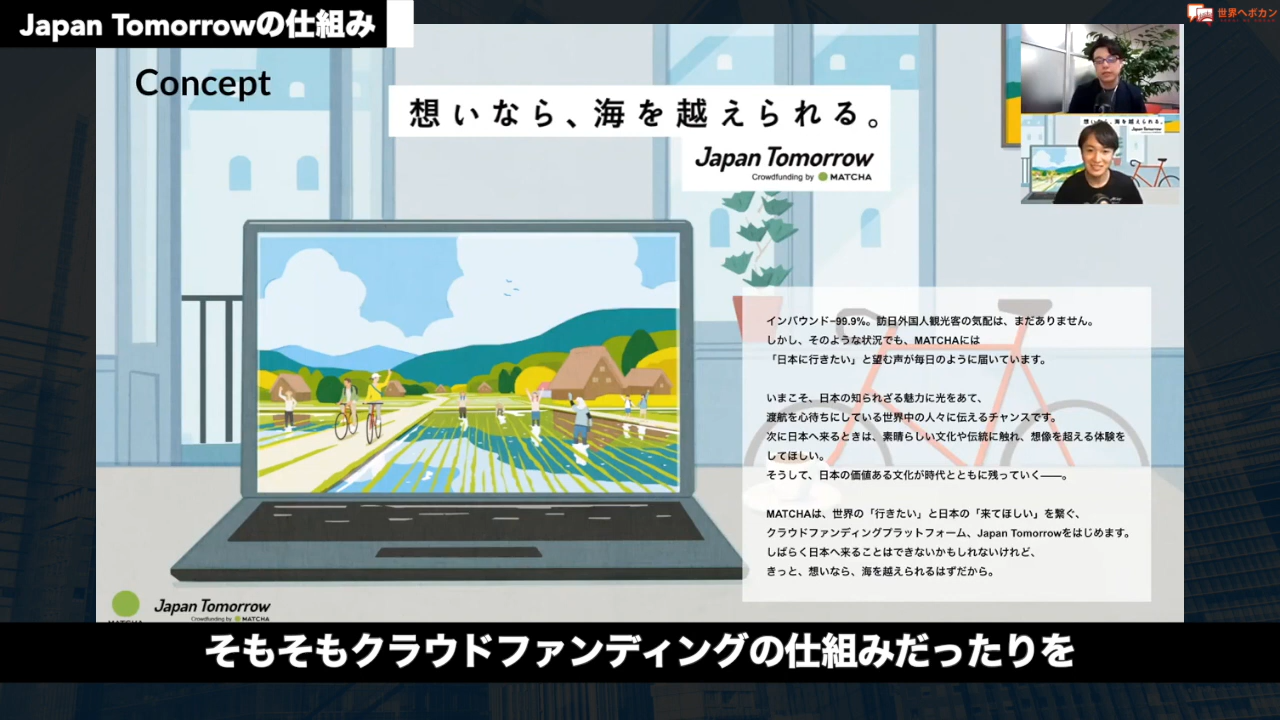 Japan Tomorrowの仕組み
世界へボカン
Concept
想いなら、海を越えられる。
Japan Tomorrow
Crowdfunding by MATCHA
想いなら、海を越えられる。
インバウンド−99.9%。訪日外国人観光客の気配は、まだありません。
しかし、そのような状況でも、MATCHAには
「日本に行きたい」と望む声が毎日のように届いています。
いまこそ、日本の知られざる魅力に光をあて、
渡航を心待ちにしている世界中の人々に伝えるチャンスです。
次に日本へ来るときは、素晴らしい文化や伝統に触れ、想像を超える体験を
してほしい。
そうして、日本の価値ある文化が時代とともに残っていく――。
MATCHAは、世界の「行きたい」と日本の「来てほしい」を繋ぐ、
クラウドファンディングプラットフォーム、Japan Tomorrowをはじめます。
しばらく日本へ来ることはできないかもしれないけれど、
きっと、想いなら、海を越えられるはずだから。
MATCHA
Japan Tomorrow
Crowdfunding by MATCHA
そもそもクラウドファンディングの仕組みだったりを